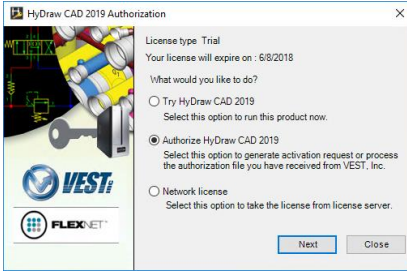 HyDraw CAD 2019 Authorization
License type Trial
Your license will expire on : 6/8/2018
What would you like to do?
Try HyDraw CAD 2019
Select this option to run this product now.
Authorize HyDraw CAD 2019
Select this option to generate activation request or process
the authorization file you have received from VEST, Inc.
Network license
Select this option to take the license from license server.
VEST
FLEXNET
Next
Close